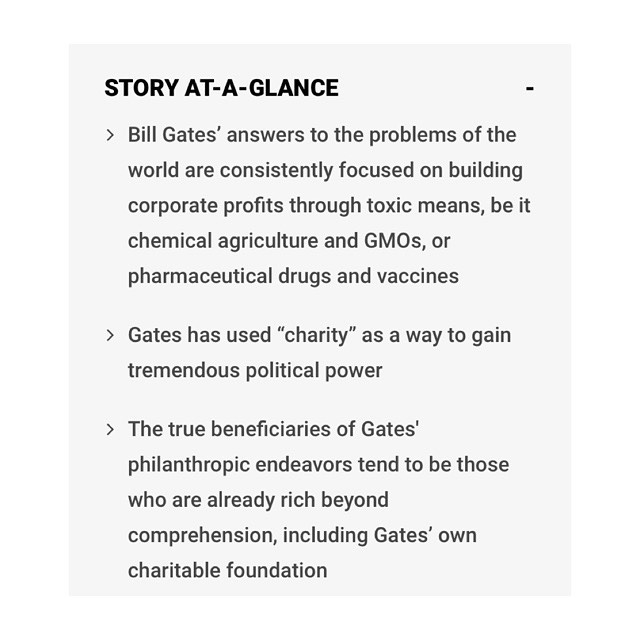 STORY AT-A-GLANCE -
Bill Gates’ answers to the problems of the
world are consistently focused on building
corporate profits through toxic means, be it
chemical agriculture and GMOs, or
pharmaceutical drugs and vaccines
Gates has used “charity” as a way to gain
tremendous political power
The true beneficiaries of Gates'
philanthropic endeavors tend to be those
who are already rich beyond
comprehension, including Gates’ own
charitable foundation